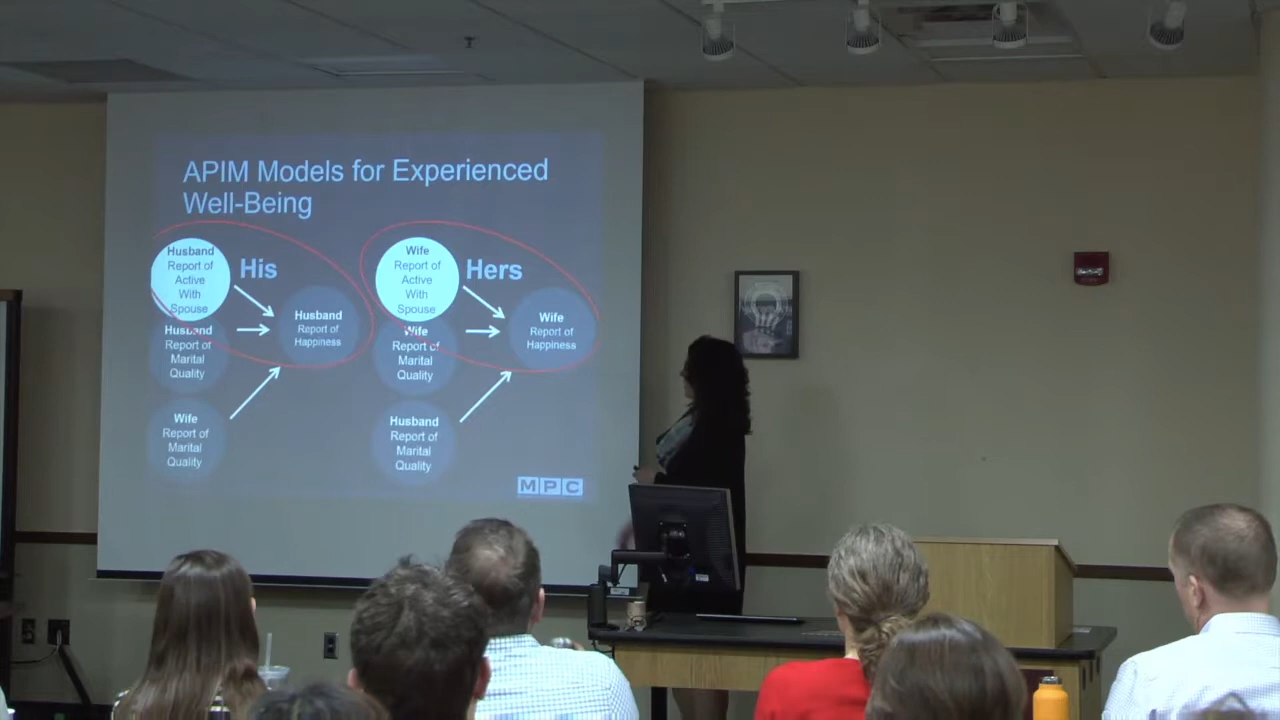 APIM Models for Experienced
Well-Being
Husband
Report of
Active
With
Spouse
His
Husband
Report of
Marital
Quality
Husband
Report of
Happiness
Wife
Report of
Marital
Quality
Wife
Report of
Active
With
Spouse
Hers
Wife
Report of
Marital
Quality
Wife
Report of
Happiness
Husband
Report of
Marital
Quality
MPC